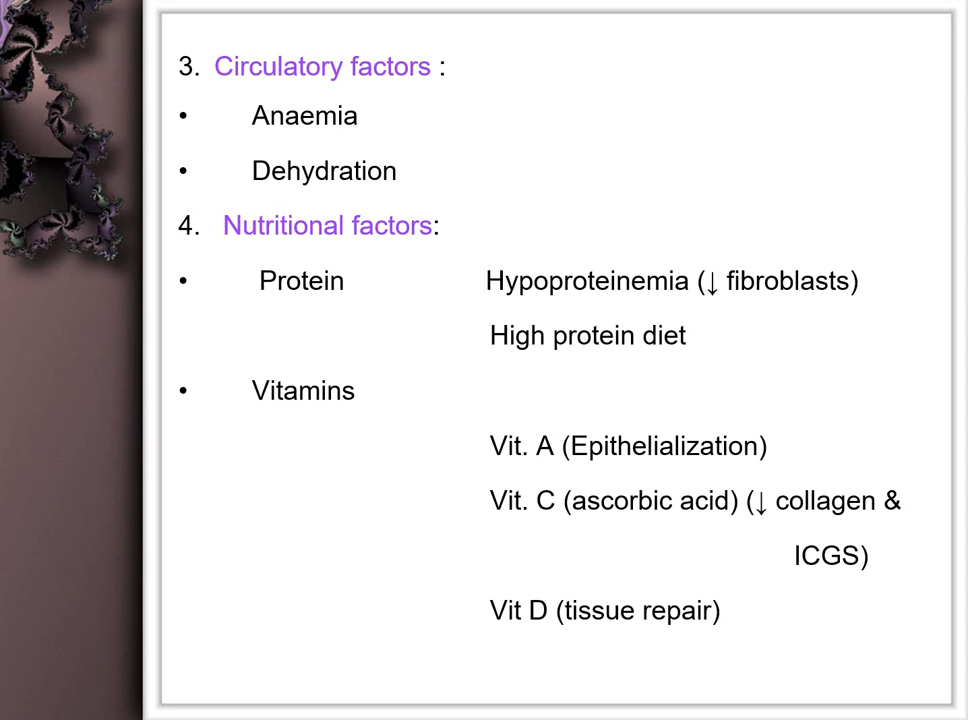 3. Circulatory factors :
• Anaemia
• Dehydration
4. Nutritional factors:
• Protein Hypoproteinemia (↓ fibroblasts)
High protein diet
• Vitamins
Vit. A (Epithelialization)
Vit. C (ascorbic acid) (↓ collagen &
ICGS)
Vit D (tissue repair)